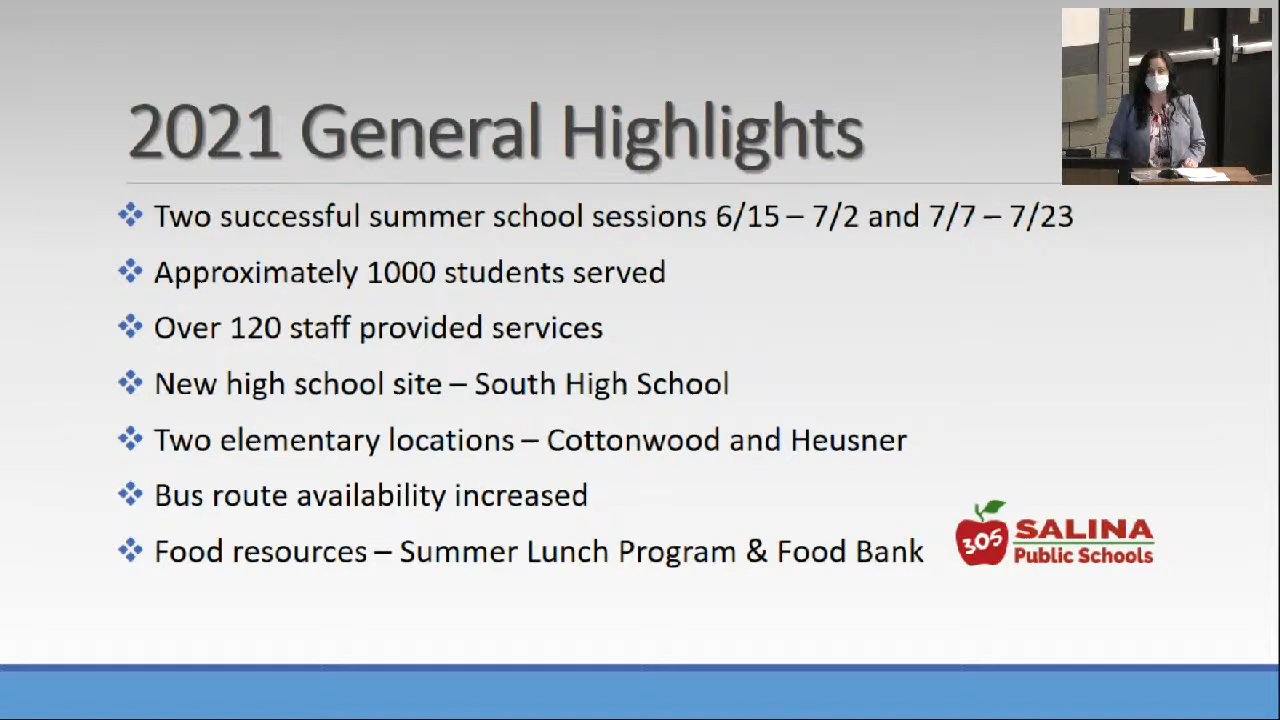 2021 General Highlights
Two successful summer school sessions 6/15 – 7/2 and 7/7 – 7/23
Approximately 1000 students served
Over 120 staff provided services
New high school site – South High School
Two elementary locations – Cottonwood and Heusner
Bus route availability increased
Food resources – Summer Lunch Program & Food Bank
305
SALINA
Public Schools